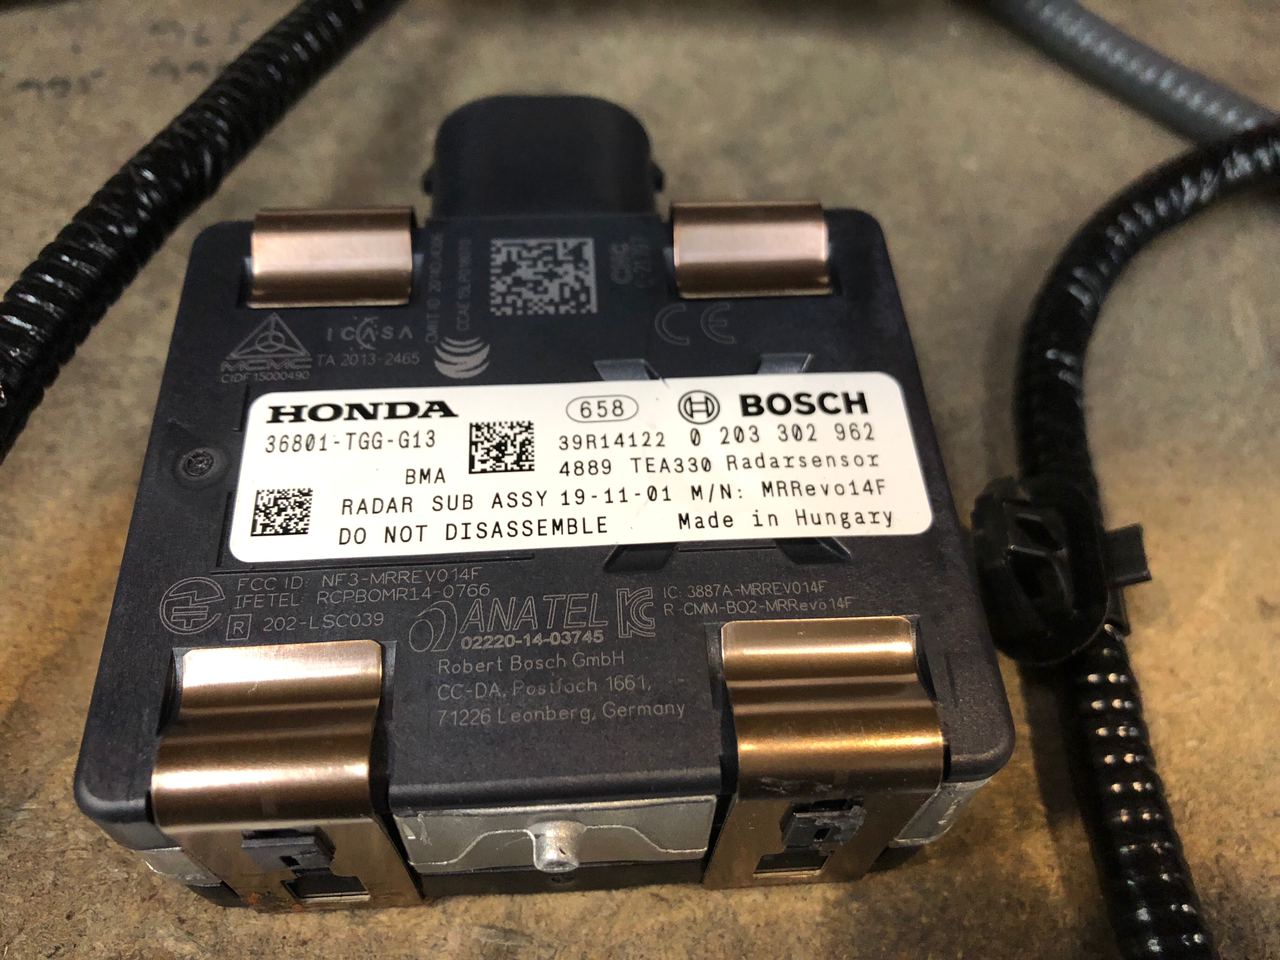 ICASA
TA 2013-2465
MCMC
CIDF 15000490
CE
HONDA 658 BOSCH
36801-TGG-G13 39R14122 0 203 302 962
BMA 4889 TEA330 Radarsensor
RADAR SUB ASSY 19-11-01 M/N: MRRevo14F
DO NOT DISASSEMBLE Made in Hungary
FCC ID: NF3-MRREVO14F
IFETEL RCPBOMR14-0766
R 202-LSC039
ANATEL
02220-14-03745
IC: 3887A-MRREVO14F
R-CMM-BO2-MRRevo14F
Robert Bosch GmbH
CC-DA, Postfach 1661,
71226 Leonberg, Germany